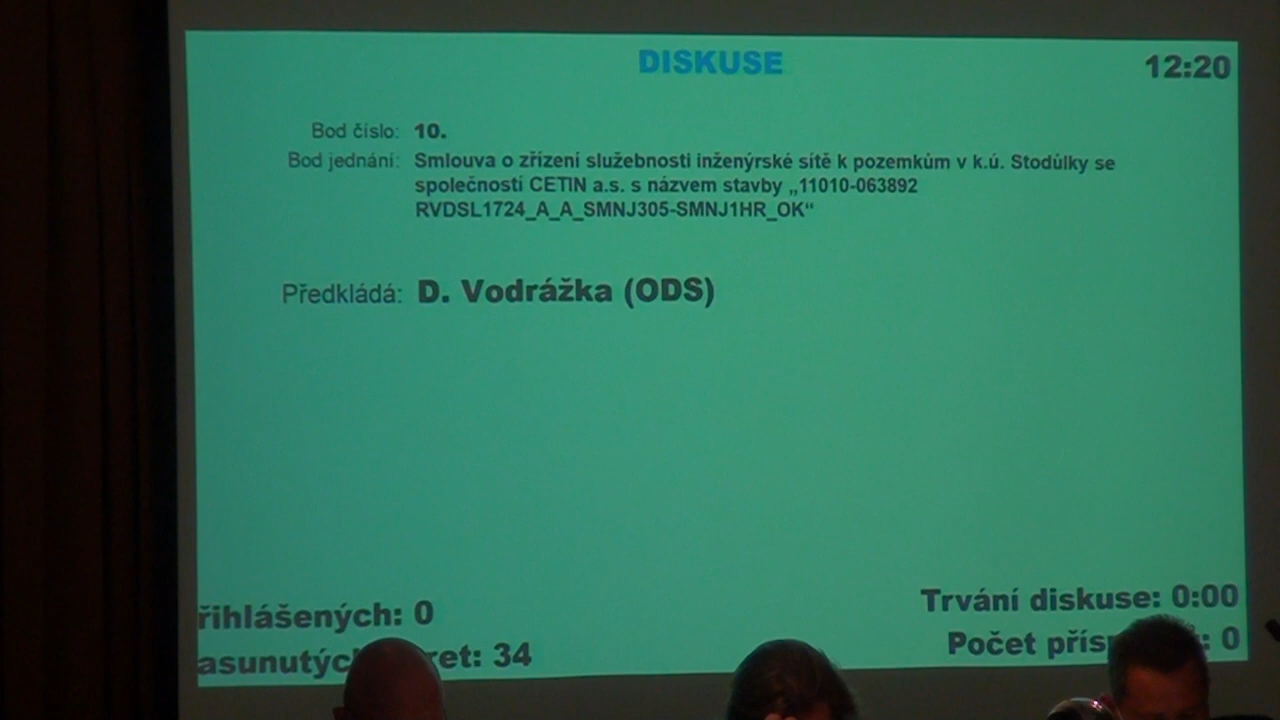 DISKUSE
12:20
Bod číslo: 10.
Bod jednání: Smlouva o zřízení služebnosti inženýrské sítě k pozemkům v k.ú. Stodůlky se
společností CETIN a.s. s názvem stavby „11010-063892
RVDSL1724_A_A_SMNJ305-SMNJ1HR_OK“
Předkládá: D. Vodrážka (ODS)
řihlášených: 0
Trvání diskuse: 0:00
asunutýc ret: 34
Počet přís : 0